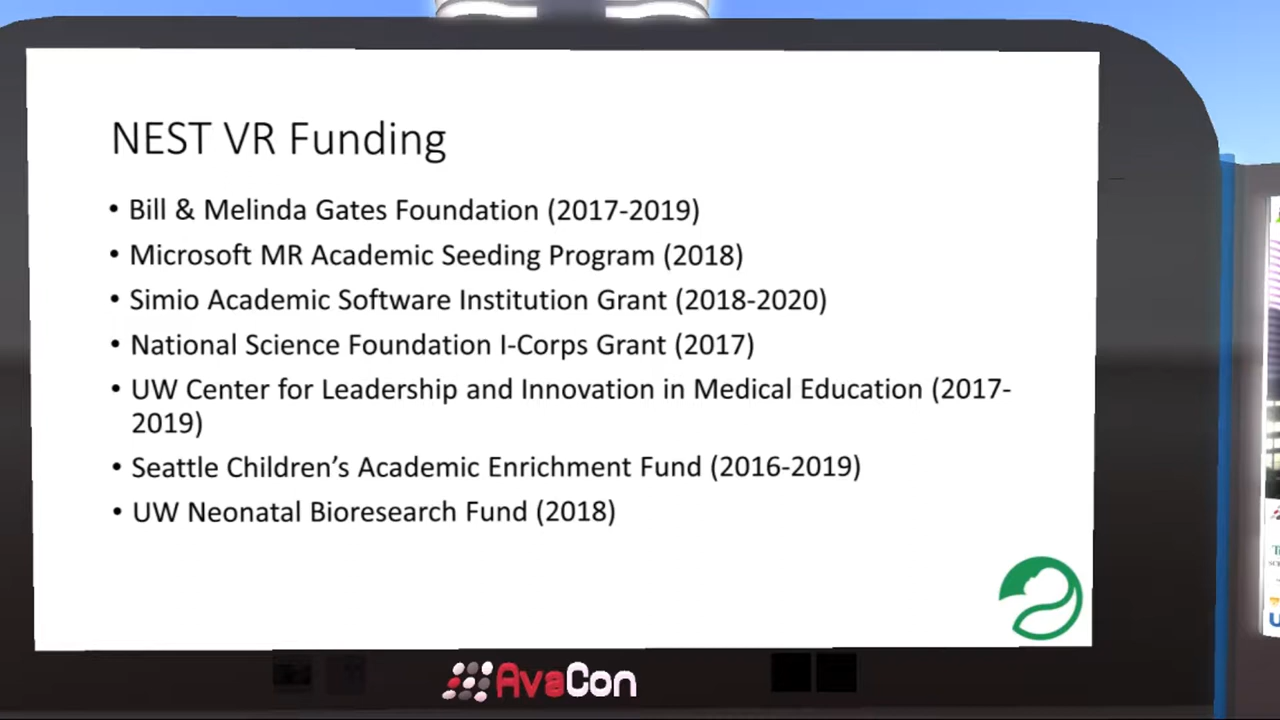 NEST VR Funding
• Bill & Melinda Gates Foundation (2017-2019)
• Microsoft MR Academic Seeding Program (2018)
• Simio Academic Software Institution Grant (2018-2020)
• National Science Foundation I-Corps Grant (2017)
• UW Center for Leadership and Innovation in Medical Education (2017-
2019)
• Seattle Children’s Academic Enrichment Fund (2016-2019)
• UW Neonatal Bioresearch Fund (2018)
AvaCon